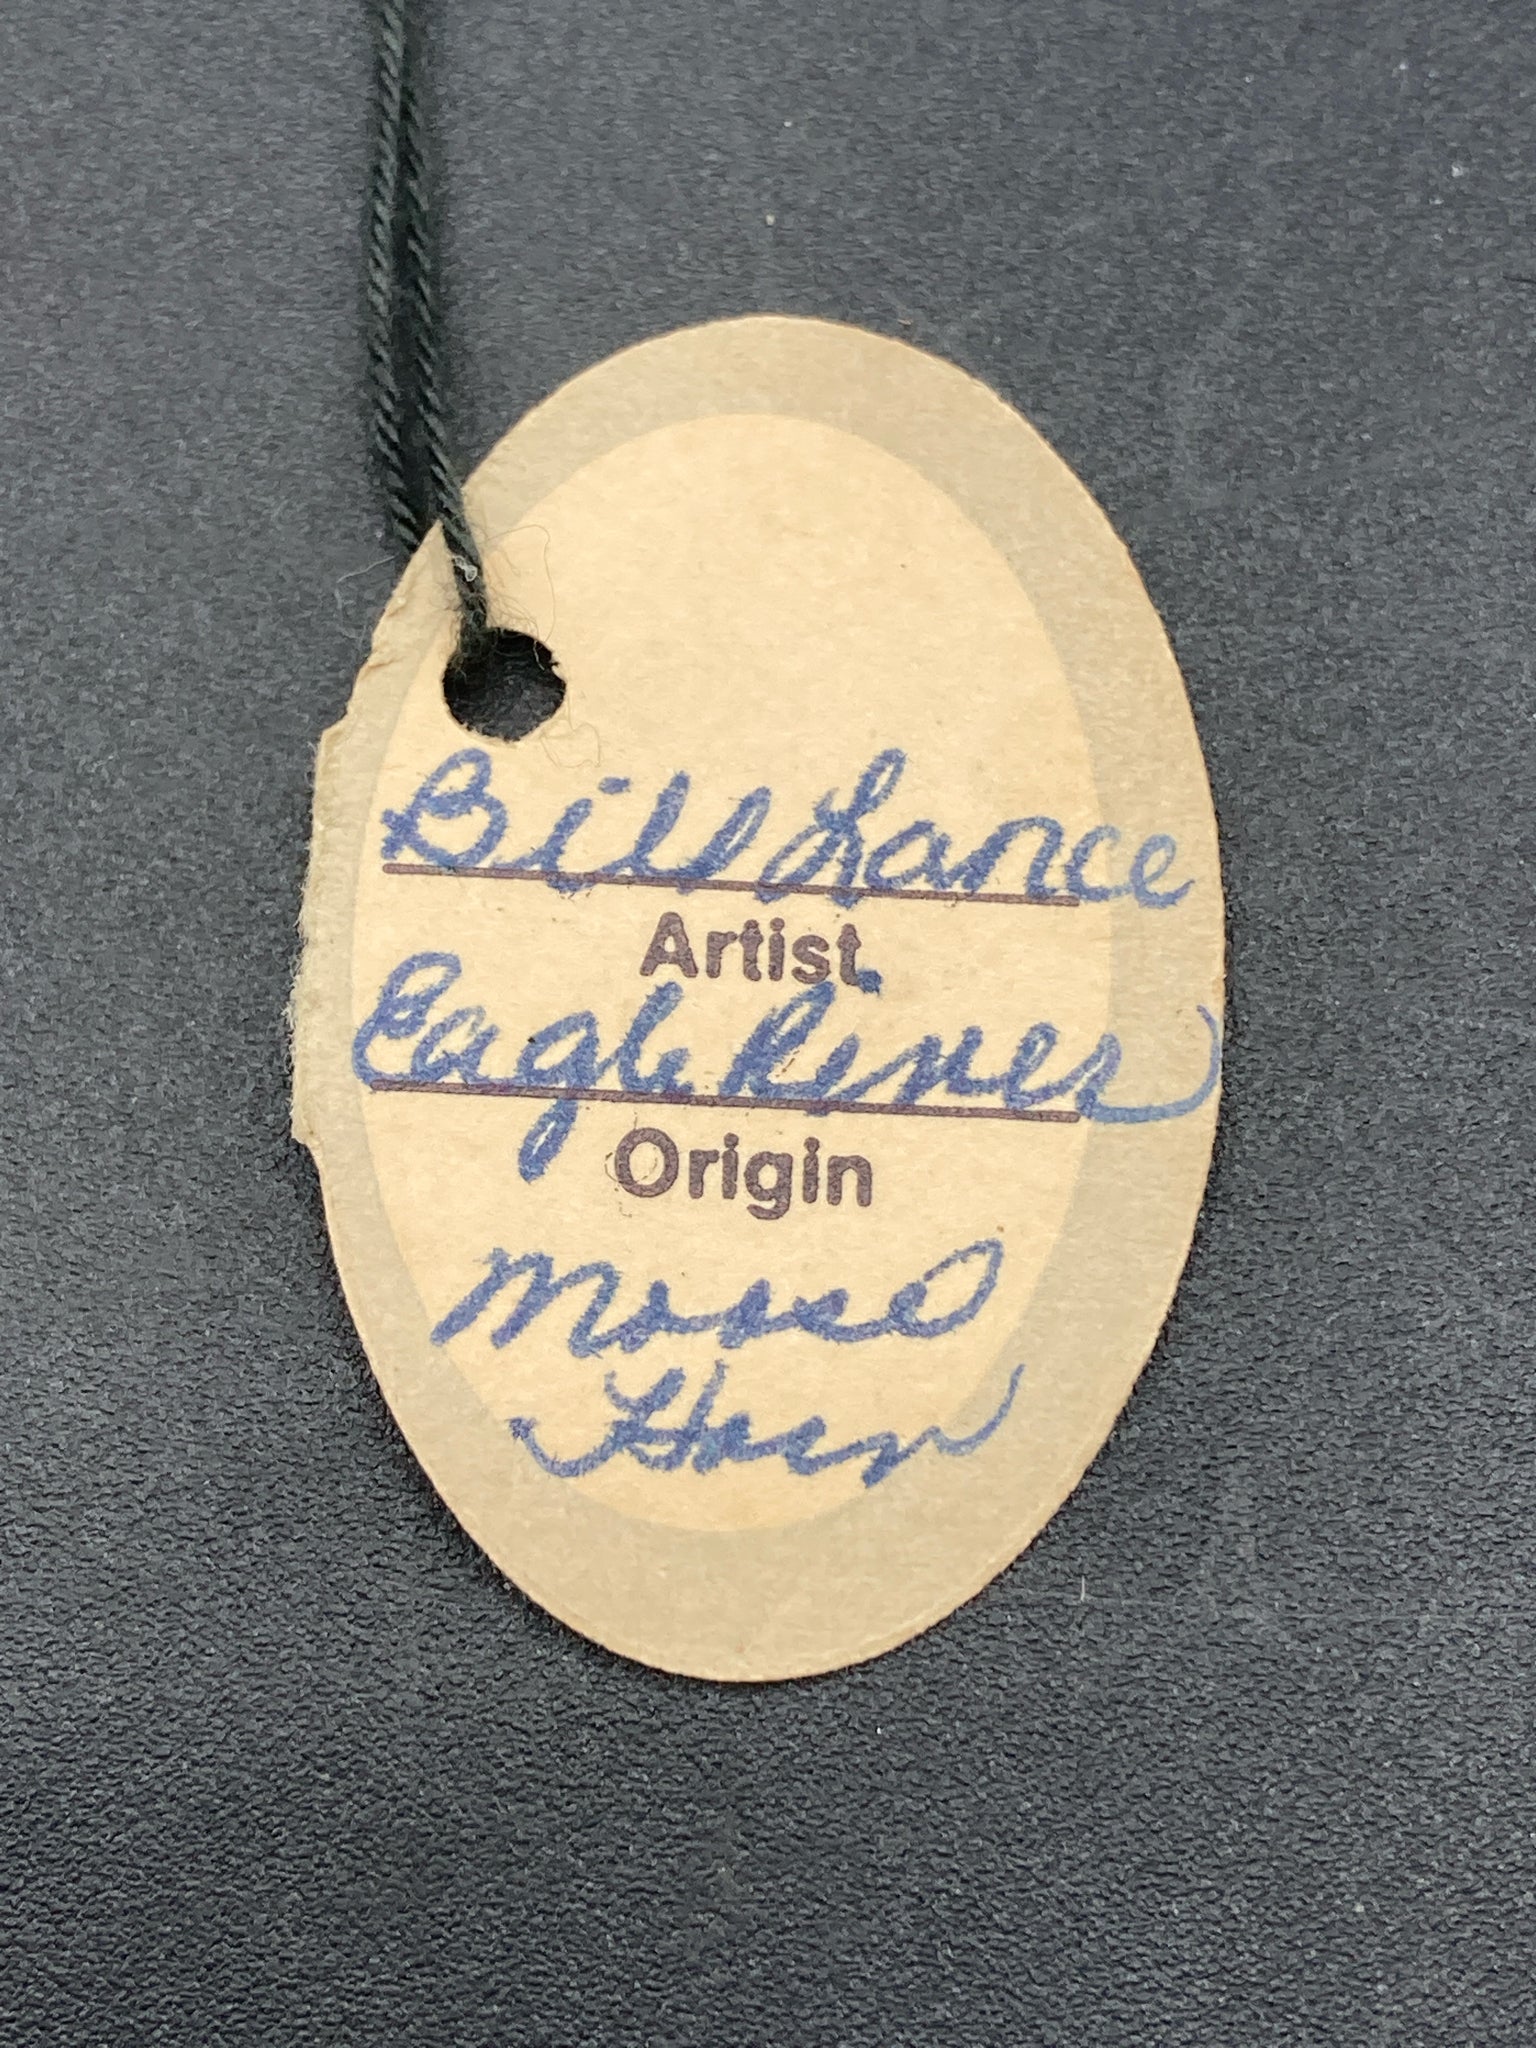 Bill Lance
Artist
Eagle River
Origin
Moose
Horn